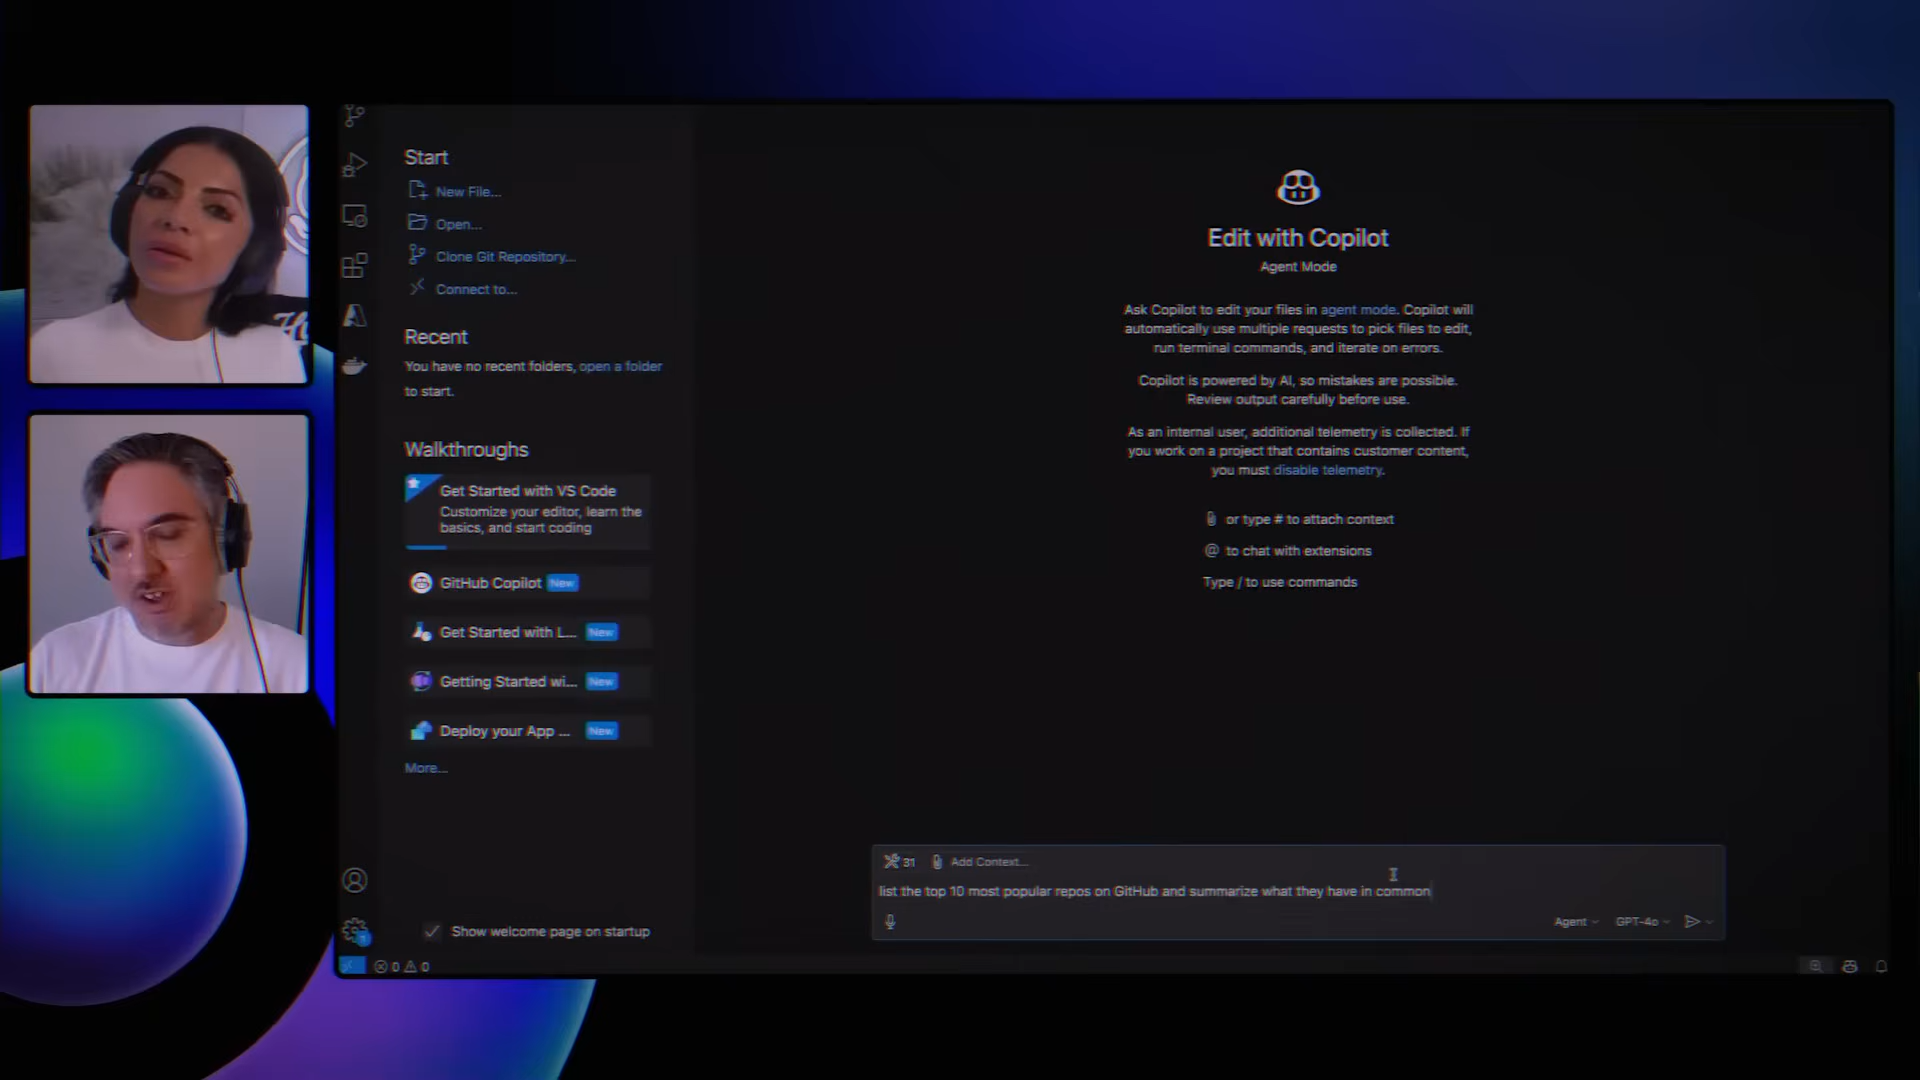 Start
New File...
Open...
Clone Git Repository...
Connect to...
Recent
You have no recent folders, open a folder
to start.
Walkthroughs
Get Started with VS Code
Customize your editor, learn the
basics, and start coding
GitHub Copilot New
Get Started with L... New
Getting Started wi... New
Deploy your App ... New
More...
Show welcome page on startup
0 0
Edit with Copilot
Agent Mode
Ask Copilot to edit your files in agent mode. Copilot will
automatically use multiple requests to pick files to edit,
run terminal commands, and iterate on errors.
Copilot is powered by AI, so mistakes are possible.
Review output carefully before use.
As an internal user, additional telemetry is collected. If
you work on a project that contains customer content,
you must disable telemetry.
or type # to attach context
@ to chat with extensions
Type / to use commands
31 Add Context...
list the top 10 most popular repos on GitHub and summarize what they have in common
Agent GPT-4o